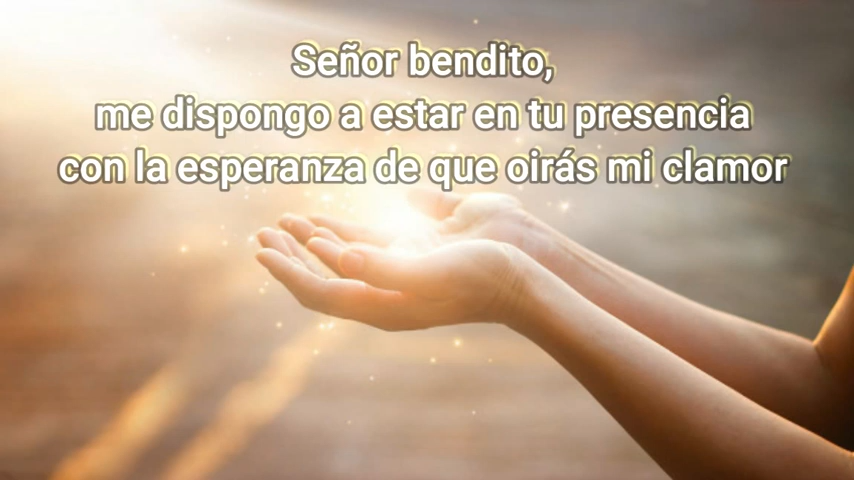 Señor bendito,
me dispongo a estar en tu presencia
con la esperanza de que oirás mi clamor